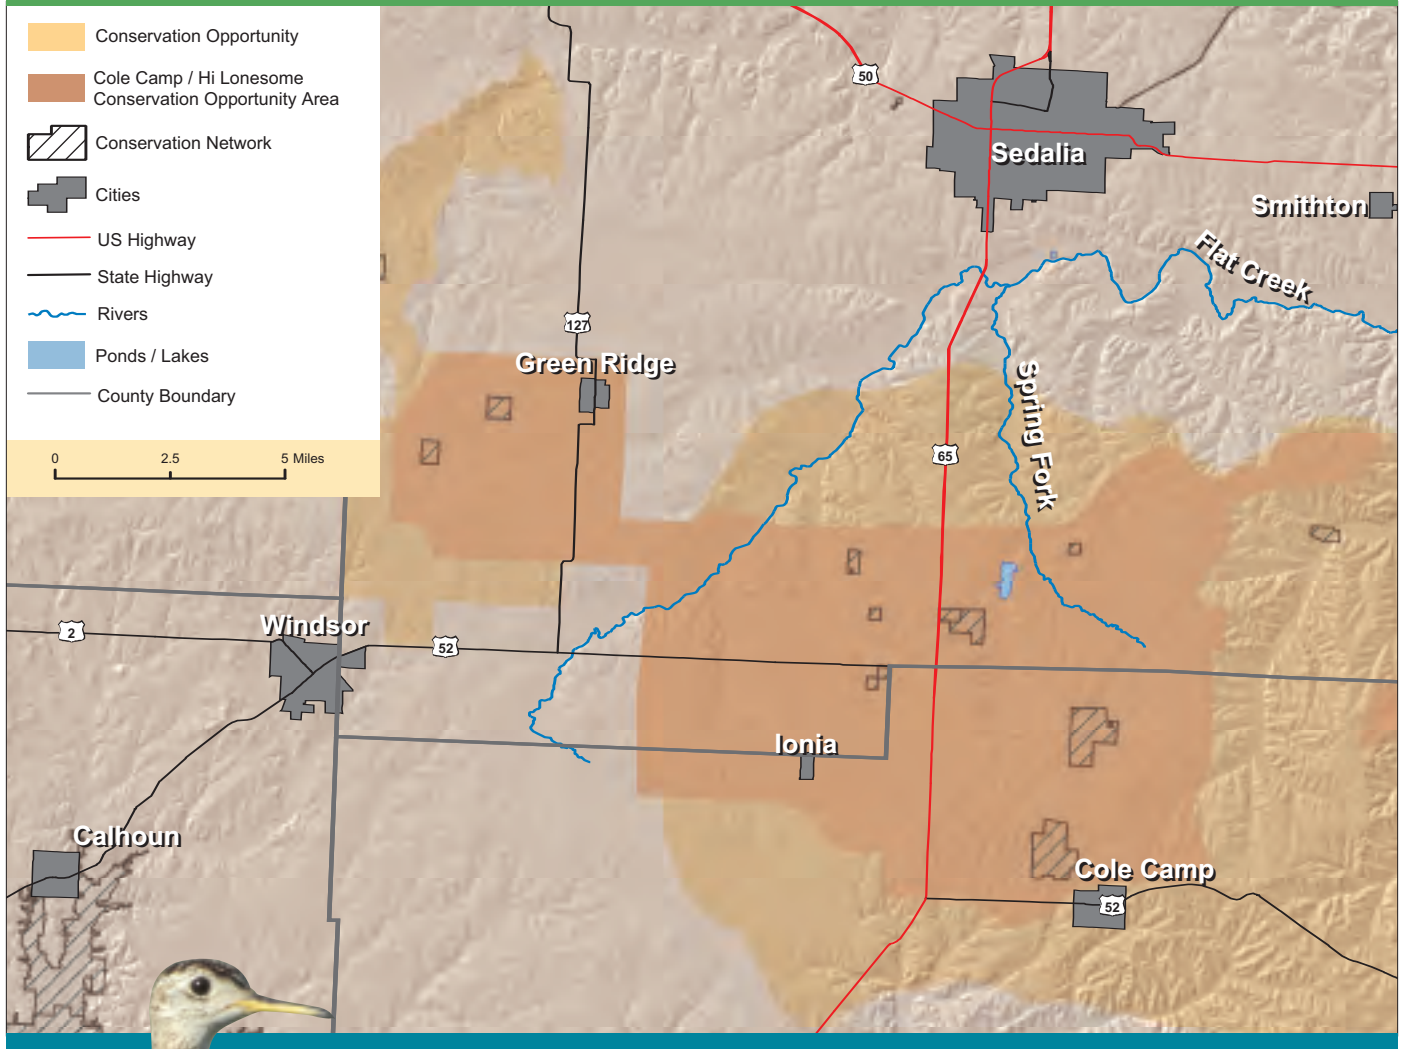 Conservation Opportunity
Cole Camp / Hi Lonesome
Conservation Opportunity Area
Conservation Network
Cities
US Highway
State Highway
Rivers
Ponds / Lakes
County Boundary
0 2.5 5 Miles
50
Sedalia
Smithton
Flat Creek
127
Green Ridge
Spring Fork
65
2
Windsor
52
Ionia
Calhoun
Cole Camp
52